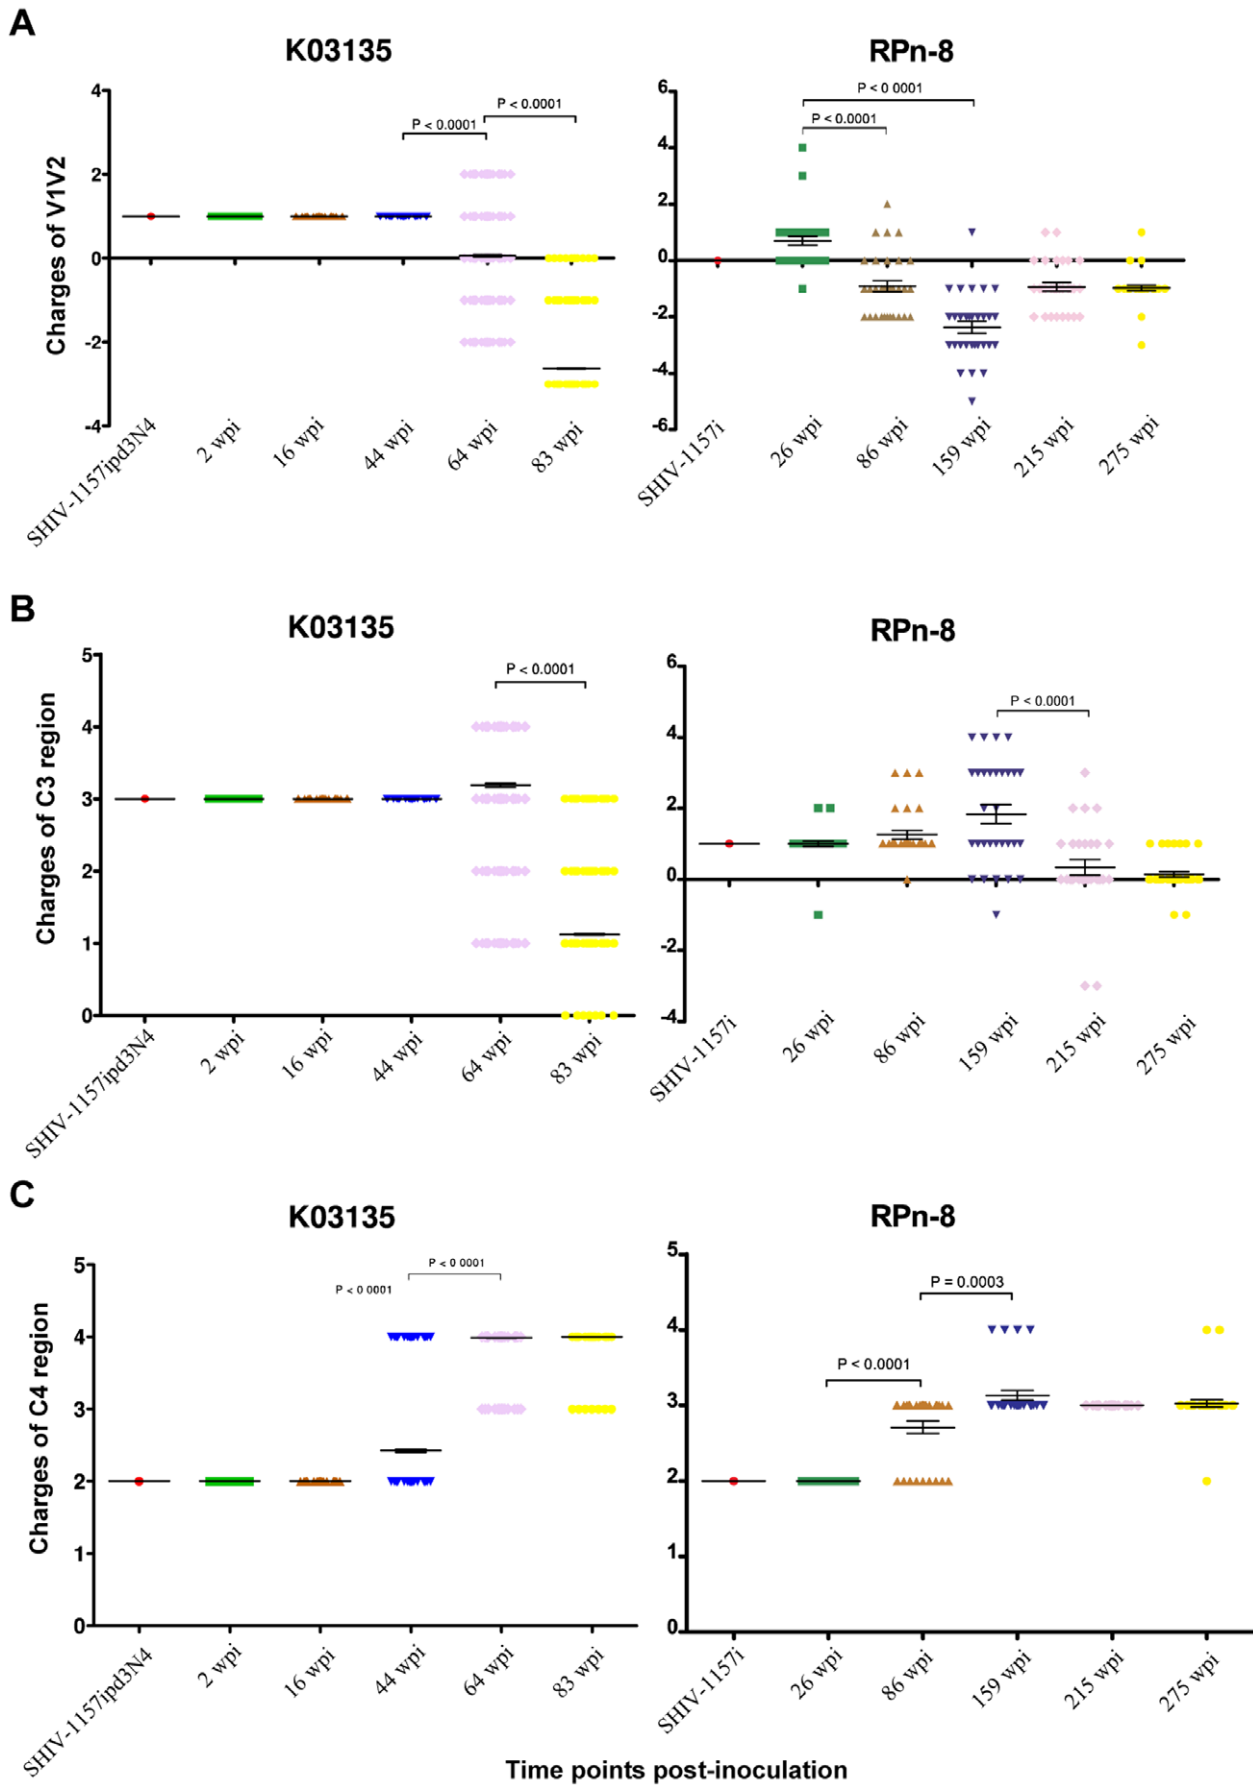 A
K03135
RPn-8
Charges of V1V2
4
2
0
-2
-4
P < 0.0001
P < 0.0001
SHIV-1157ipd3N4
2 wpi
16 wpi
44 wpi
64 wpi
83 wpi
6
4
2
0
-2
-4
-6
P < 0 0001
P < 0.0001
SHIV-1157i
26 wpi
86 wpi
159 wpi
215 wpi
275 wpi
B
K03135
RPn-8
Charges of C3 region
5
4
3
2
1
0
P < 0.0001
SHIV-1157ipd3N4
2 wpi
16 wpi
44 wpi
64 wpi
83 wpi
6
4
2
0
-2
-4
P < 0.0001
SHIV-1157i
26 wpi
86 wpi
159 wpi
215 wpi
275 wpi
C
K03135
RPn-8
Charges of C4 region
5
4
3
2
1
0
P < 0 0001
P < 0 0001
SHIV-1157ipd3N4
2 wpi
16 wpi
44 wpi
64 wpi
83 wpi
5
4
3
2
1
0
P = 0.0003
P < 0.0001
SHIV-1157i
26 wpi
86 wpi
159 wpi
215 wpi
275 wpi
Time points post-inoculation